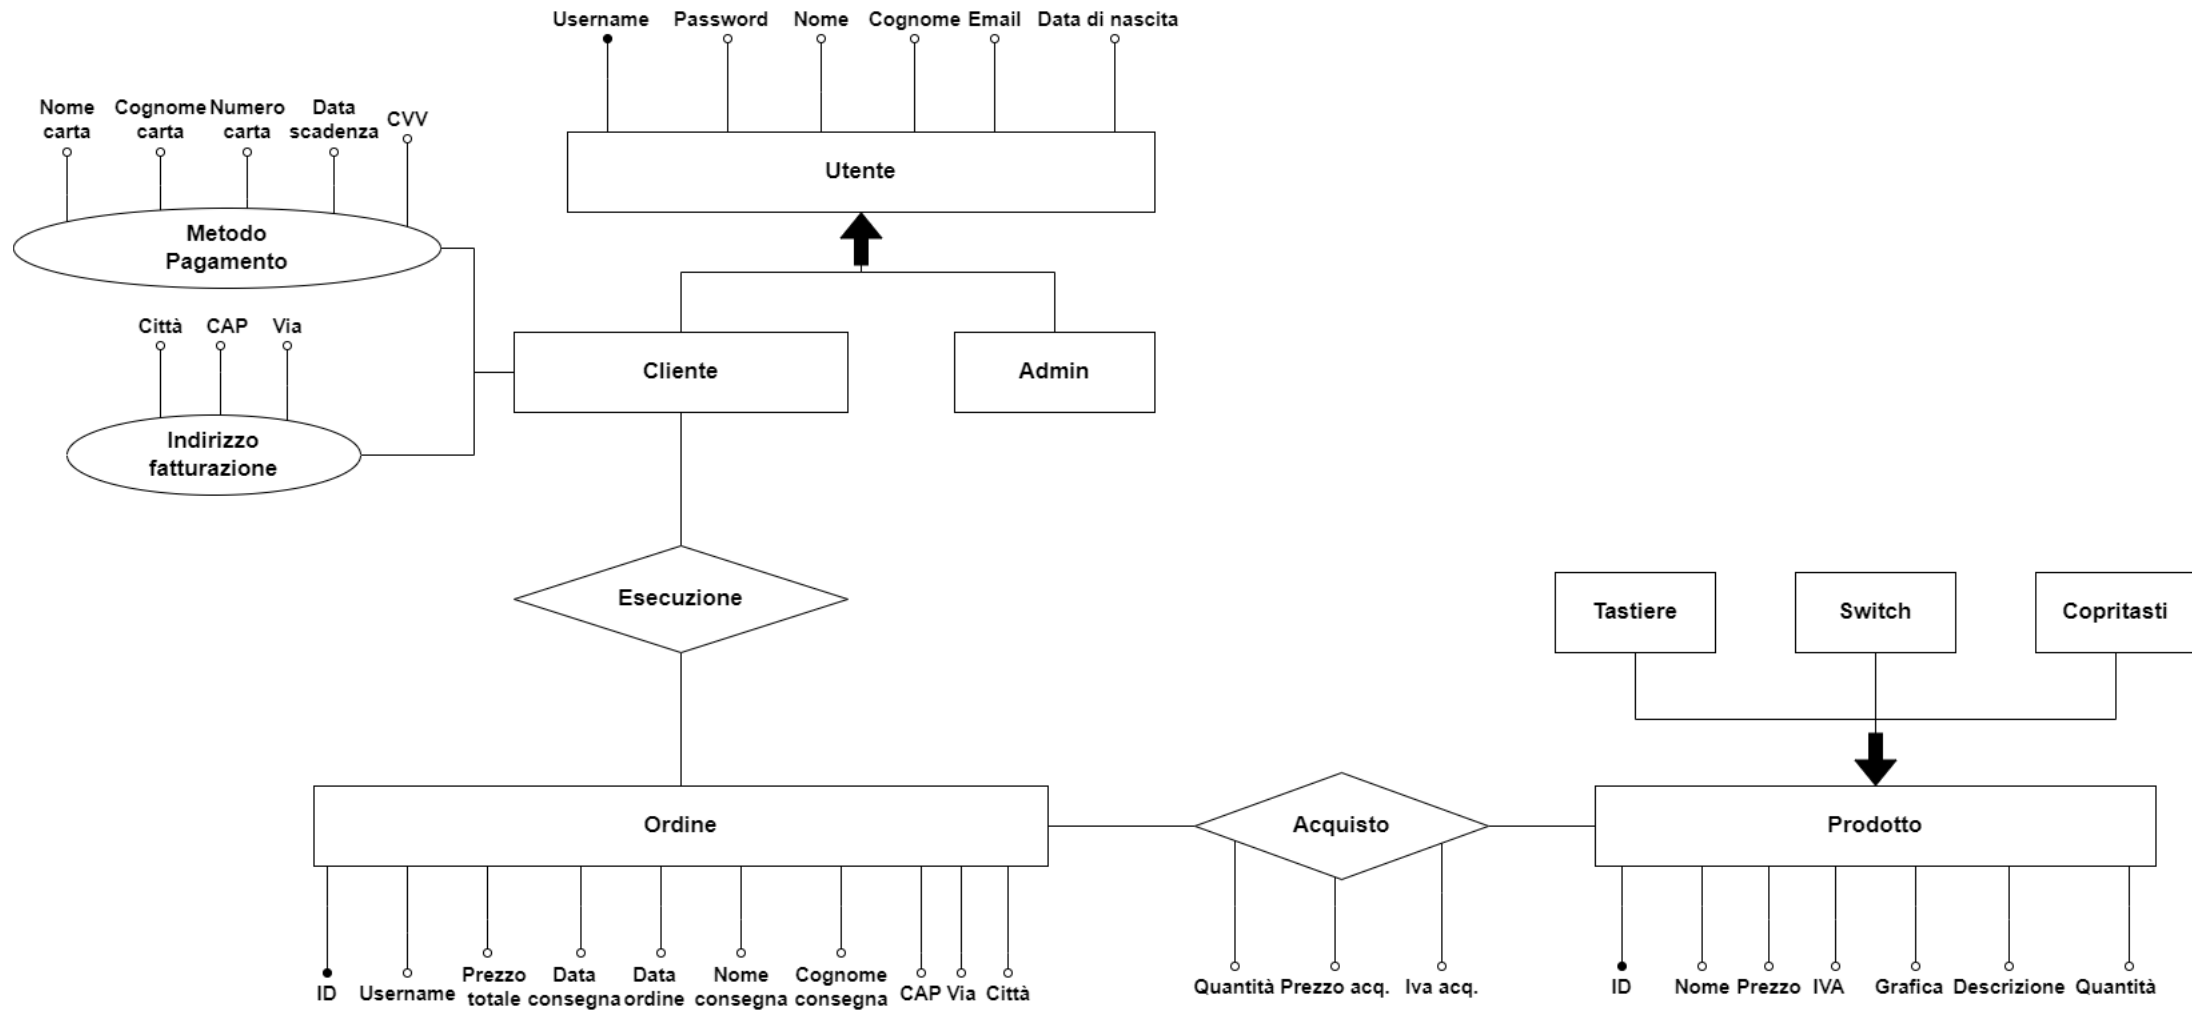 Username Password Nome Cognome Email Data di nascita
Nome Cognome Numero Data CVV
carta carta carta scadenza
Utente
Metodo
Pagamento
Città CAP Via
Cliente Admin
Indirizzo
fatturazione
Esecuzione
Tastiere Switch Copritasti
Ordine Acquisto Prodotto
Prezzo Data Data Nome Cognome
ID Username totale consegna ordine consegna consegna CAP Via Città
Quantità Prezzo acq. Iva acq. ID Nome Prezzo IVA Grafica Descrizione Quantità